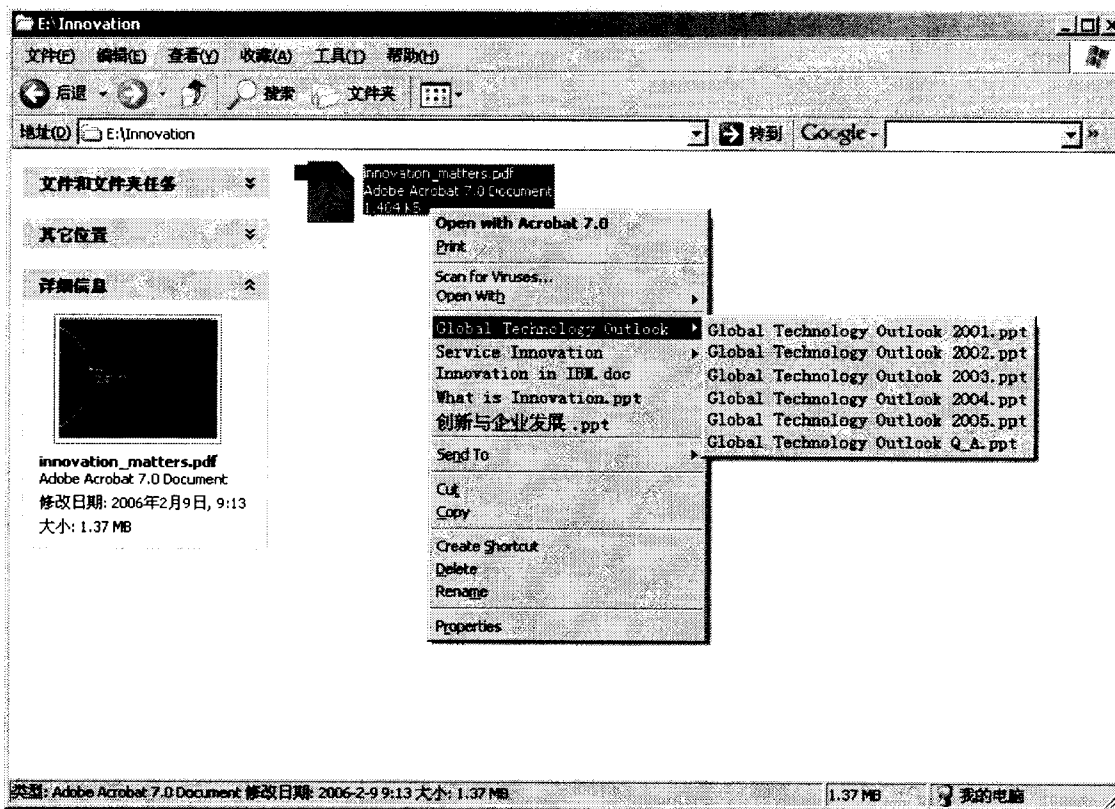 E:\Innovation
文件(F) 编辑(E) 查看(V) 收藏(A) 工具(T) 帮助(H)
后退 搜索 文件夹
地址(D) E:\Innovation 转到 Google
文件和文件夹任务
其它位置
详细信息
innovation_matters.pdf
Adobe Acrobat 7.0 Document
修改日期: 2006年2月9日, 9:13
大小: 1.37 MB
innovation_matters.pdf
Adobe Acrobat 7.0 Document
1,404 KB
Open with Acrobat 7.0
Print
Scan for Viruses...
Open With
Global Technology Outlook
Service Innovation
Innovation in IBM.doc
What is Innovation.ppt
创新与企业发展.ppt
Send To
Cut
Copy
Create Shortcut
Delete
Rename
Properties
Global Technology Outlook 2001.ppt
Global Technology Outlook 2002.ppt
Global Technology Outlook 2003.ppt
Global Technology Outlook 2004.ppt
Global Technology Outlook 2005.ppt
Global Technology Outlook Q_A.ppt
类型: Adobe Acrobat 7.0 Document 修改日期: 2006-2-9 9:13 大小: 1.37 MB 1.37 MB 我的电脑